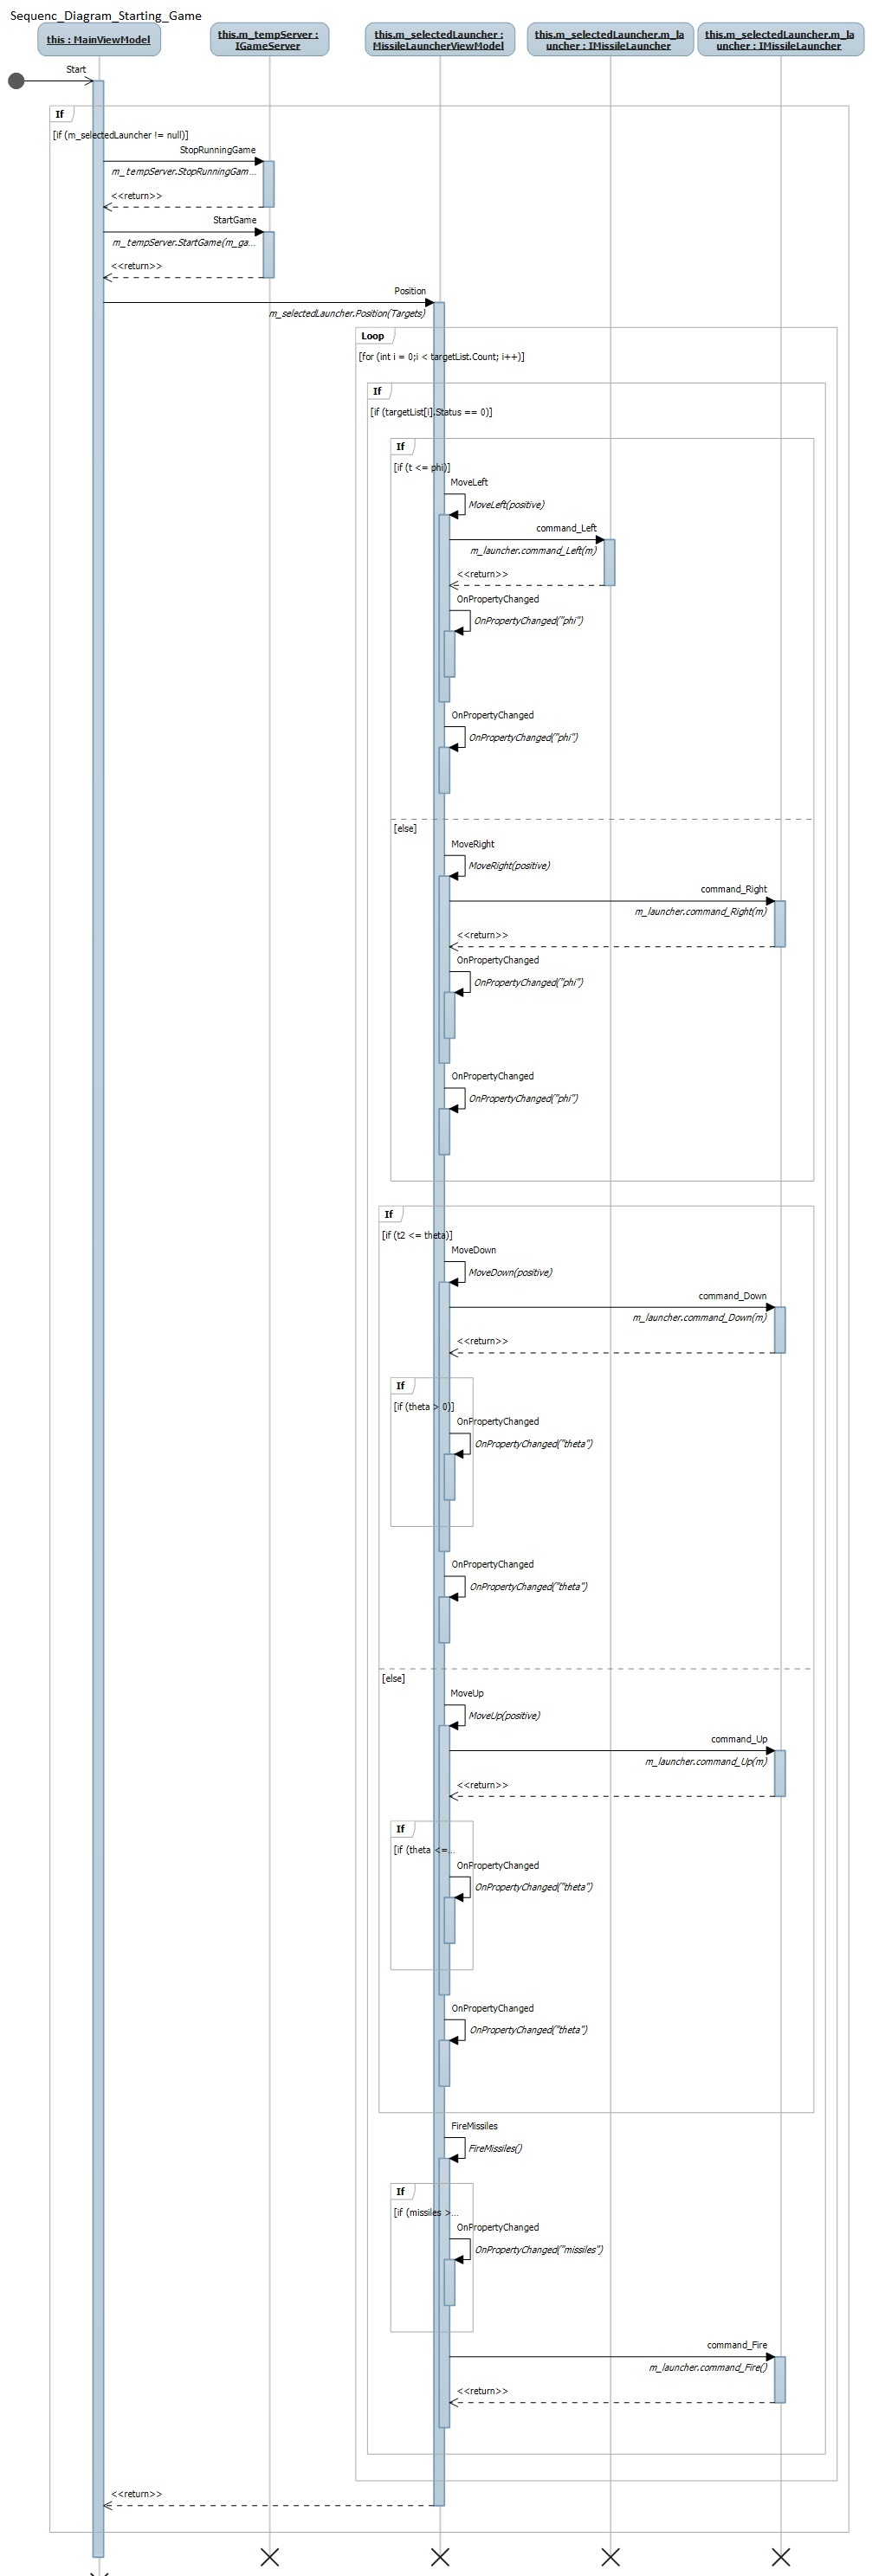 Sequenc_Diagram_Starting_Game
this : MainViewModel
this.m_tempServer :
IGameServer
this.m_selectedLauncher :
MissileLauncherViewModel
this.m_selectedLauncher.m_la
uncher : IMissileLauncher
this.m_selectedLauncher.m_la
uncher : IMissileLauncher
Start
If
[if (m_selectedLauncher != null)]
StopRunningGame
m_tempServer.StopRunningGam...
<<return>>
StartGame
m_tempServer.StartGame(m_ga...
<<return>>
Position
m_selectedLauncher.Position(Targets)
Loop
[for (int i = 0;i < targetList.Count; i++)]
If
[if (targetList[i].Status == 0)]
If
[if (t <= phi)]
MoveLeft
MoveLeft(positive)
command_Left
m_launcher.command_Left(m)
<<return>>
OnPropertyChanged
OnPropertyChanged("phi")
OnPropertyChanged
OnPropertyChanged("phi")
[else]
MoveRight
MoveRight(positive)
command_Right
m_launcher.command_Right(m)
<<return>>
OnPropertyChanged
OnPropertyChanged("phi")
OnPropertyChanged
OnPropertyChanged("phi")
If
[if (t2 <= theta)]
MoveDown
MoveDown(positive)
command_Down
m_launcher.command_Down(m)
<<return>>
If
[if (theta > 0)]
OnPropertyChanged
OnPropertyChanged("theta")
OnPropertyChanged
OnPropertyChanged("theta")
[else]
MoveUp
MoveUp(positive)
command_Up
m_launcher.command_Up(m)
<<return>>
If
[if (theta <=...
OnPropertyChanged
OnPropertyChanged("theta")
OnPropertyChanged
OnPropertyChanged("theta")
FireMissiles
FireMissiles()
If
[if (missiles >...
OnPropertyChanged
OnPropertyChanged("missiles")
command_Fire
m_launcher.command_Fire()
<<return>>
<<return>>